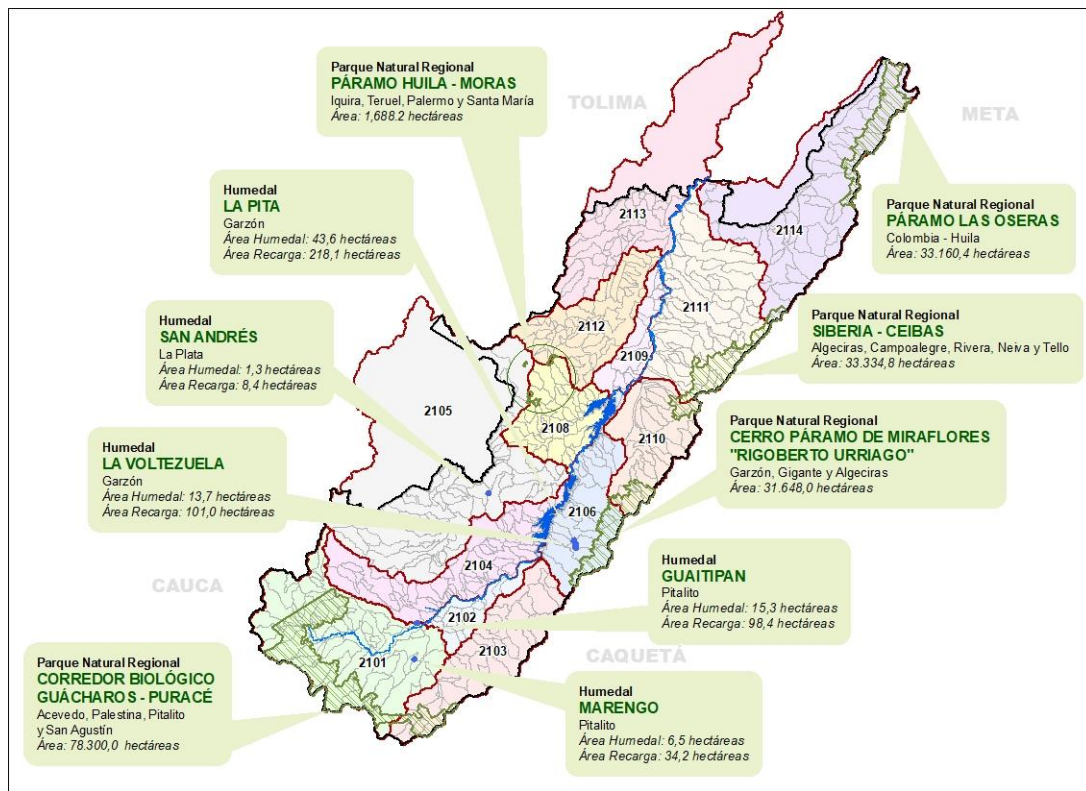 Parque Natural Regional
PÁRAMO HUILA - MORAS
Iquira, Teruel, Palermo y Santa María
Área: 1,688.2 hectáreas
TOLIMA
META
Humedal
LA PITA
Garzón
Área Humedal: 43,6 hectáreas
Área Recarga: 218,1 hectáreas
Parque Natural Regional
PÁRAMO LAS OSERAS
Colombia - Huila
Área: 33.160,4 hectáreas
2113
2114
2111
2112
2109
Humedal
SAN ANDRÉS
La Plata
Área Humedal: 1,3 hectáreas
Área Recarga: 8,4 hectáreas
Parque Natural Regional
SIBERIA - CEIBAS
Algeciras, Campoalegre, Rivera, Neiva y Tello
Área: 33.334,8 hectáreas
2105
2108
2110
Humedal
LA VOLTEZUELA
Garzón
Área Humedal: 13,7 hectáreas
Área Recarga: 101,0 hectáreas
Parque Natural Regional
CERRO PÁRAMO DE MIRAFLORES
"RIGOBERTO URRIAGO"
Garzón, Gigante y Algeciras
Área: 31.648,0 hectáreas
2106
2104
CAUCA
Humedal
GUAITIPAN
Pitalito
Área Humedal: 15,3 hectáreas
Área Recarga: 98,4 hectáreas
2102
2103
2101
CAQUETÁ
Parque Natural Regional
CORREDOR BIOLÓGICO
GUÁCHAROS - PURACÉ
Acevedo, Palestina, Pitalito
y San Agustín
Área: 78.300,0 hectáreas
Humedal
MARENGO
Pitalito
Área Humedal: 6,5 hectáreas
Área Recarga: 34,2 hectáreas